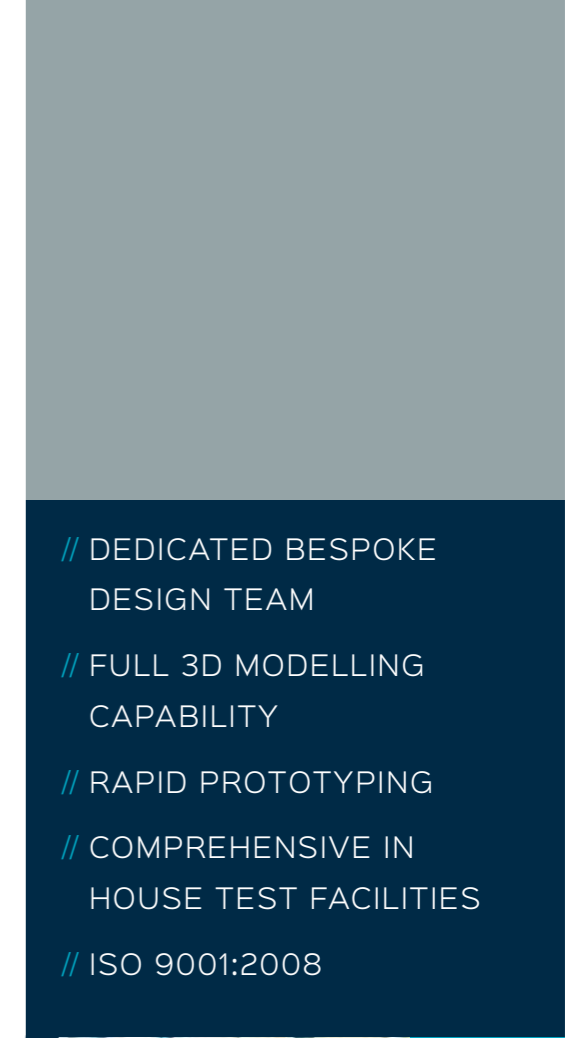 // DEDICATED BESPOKE
DESIGN TEAM
// FULL 3D MODELLING
CAPABILITY
// RAPID PROTOTYPING
// COMPREHENSIVE IN
HOUSE TEST FACILITIES
// ISO 9001:2008